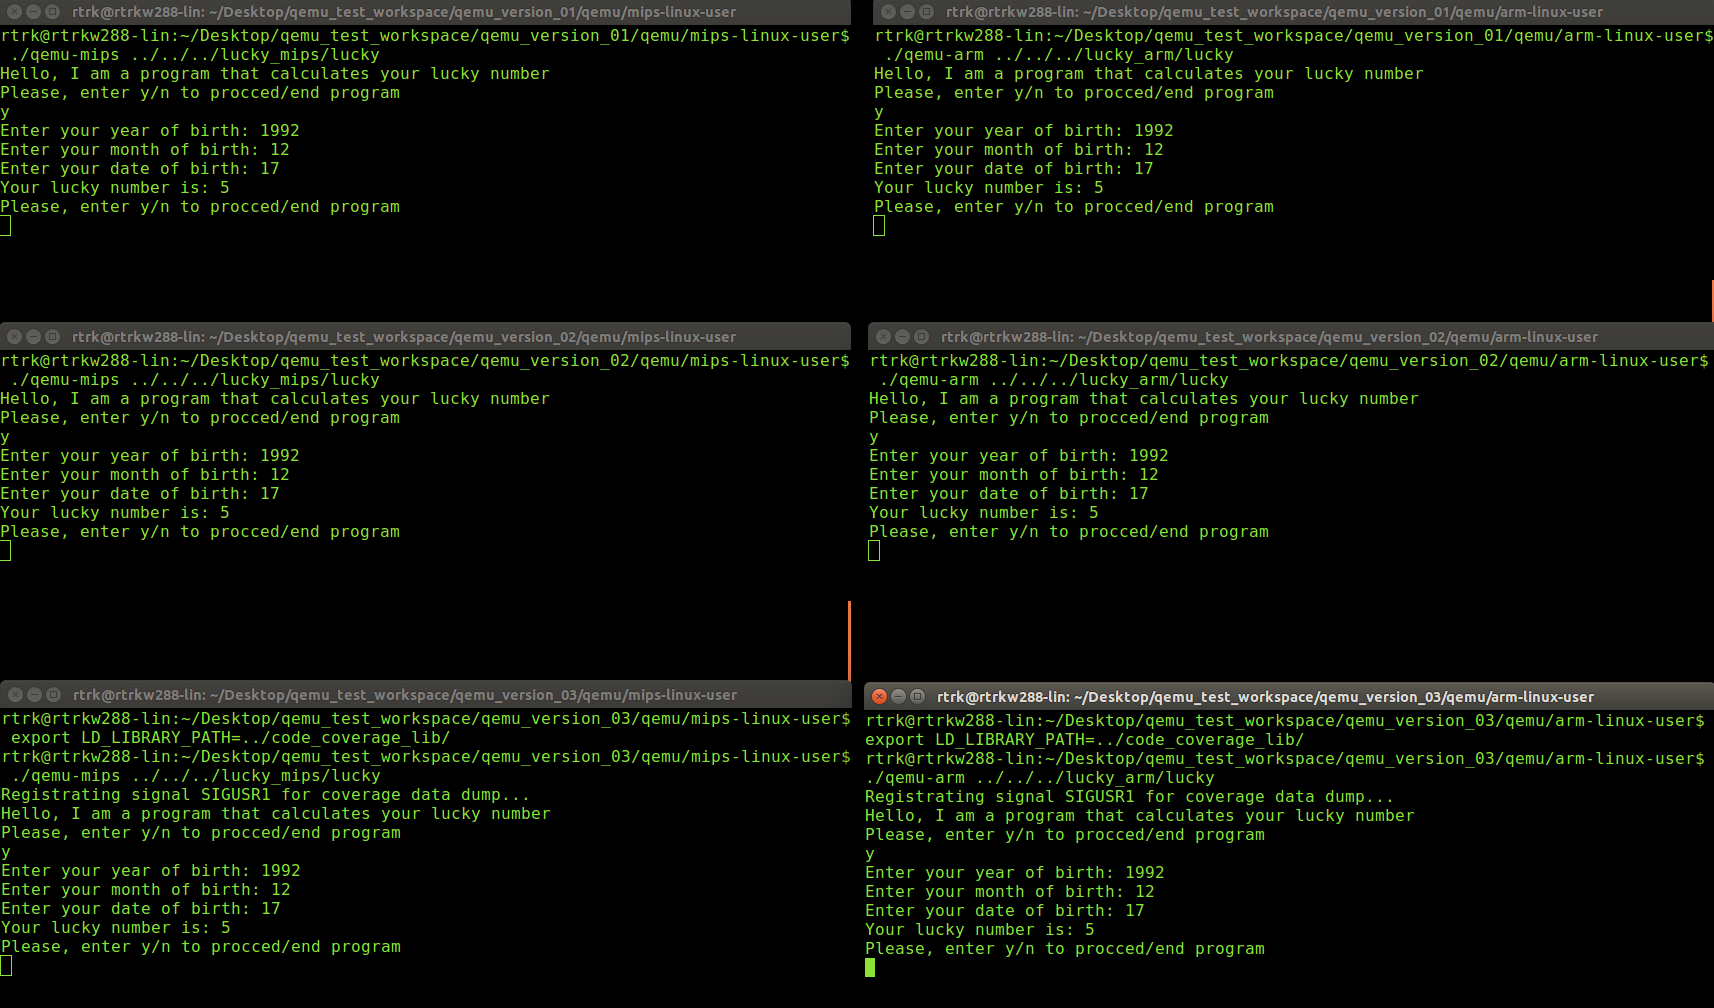 rtrk@rtrkw288-lin: ~/Desktop/qemu_test_workspace/qemu_version_01/qemu/mips-linux-user
rtrk@rtrkw288-lin:~/Desktop/qemu_test_workspace/qemu_version_01/qemu/mips-linux-user$
./qemu-mips ../../../lucky_mips/lucky
Hello, I am a program that calculates your lucky number
Please, enter y/n to procced/end program
y
Enter your year of birth: 1992
Enter your month of birth: 12
Enter your date of birth: 17
Your lucky number is: 5
Please, enter y/n to procced/end program
rtrk@rtrkw288-lin: ~/Desktop/qemu_test_workspace/qemu_version_01/qemu/arm-linux-user
rtrk@rtrkw288-lin:~/Desktop/qemu_test_workspace/qemu_version_01/qemu/arm-linux-user$
./qemu-arm ../../../lucky_arm/lucky
Hello, I am a program that calculates your lucky number
Please, enter y/n to procced/end program
y
Enter your year of birth: 1992
Enter your month of birth: 12
Enter your date of birth: 17
Your lucky number is: 5
Please, enter y/n to procced/end program
rtrk@rtrkw288-lin: ~/Desktop/qemu_test_workspace/qemu_version_02/qemu/mips-linux-user
rtrk@rtrkw288-lin:~/Desktop/qemu_test_workspace/qemu_version_02/qemu/mips-linux-user$
./qemu-mips ../../../lucky_mips/lucky
Hello, I am a program that calculates your lucky number
Please, enter y/n to procced/end program
y
Enter your year of birth: 1992
Enter your month of birth: 12
Enter your date of birth: 17
Your lucky number is: 5
Please, enter y/n to procced/end program
rtrk@rtrkw288-lin: ~/Desktop/qemu_test_workspace/qemu_version_02/qemu/arm-linux-user
rtrk@rtrkw288-lin:~/Desktop/qemu_test_workspace/qemu_version_02/qemu/arm-linux-user$
./qemu-arm ../../../lucky_arm/lucky
Hello, I am a program that calculates your lucky number
Please, enter y/n to procced/end program
y
Enter your year of birth: 1992
Enter your month of birth: 12
Enter your date of birth: 17
Your lucky number is: 5
Please, enter y/n to procced/end program
rtrk@rtrkw288-lin: ~/Desktop/qemu_test_workspace/qemu_version_03/qemu/mips-linux-user
rtrk@rtrkw288-lin:~/Desktop/qemu_test_workspace/qemu_version_03/qemu/mips-linux-user$
export LD_LIBRARY_PATH=../code_coverage_lib/
rtrk@rtrkw288-lin:~/Desktop/qemu_test_workspace/qemu_version_03/qemu/mips-linux-user$
./qemu-mips ../../../lucky_mips/lucky
Registrating signal SIGUSR1 for coverage data dump...
Hello, I am a program that calculates your lucky number
Please, enter y/n to procced/end program
y
Enter your year of birth: 1992
Enter your month of birth: 12
Enter your date of birth: 17
Your lucky number is: 5
Please, enter y/n to procced/end program
rtrk@rtrkw288-lin: ~/Desktop/qemu_test_workspace/qemu_version_03/qemu/arm-linux-user
rtrk@rtrkw288-lin:~/Desktop/qemu_test_workspace/qemu_version_03/qemu/arm-linux-user$
export LD_LIBRARY_PATH=../code_coverage_lib/
rtrk@rtrkw288-lin:~/Desktop/qemu_test_workspace/qemu_version_03/qemu/arm-linux-user$
./qemu-arm ../../../lucky_arm/lucky
Registrating signal SIGUSR1 for coverage data dump...
Hello, I am a program that calculates your lucky number
Please, enter y/n to procced/end program
y
Enter your year of birth: 1992
Enter your month of birth: 12
Enter your date of birth: 17
Your lucky number is: 5
Please, enter y/n to procced/end program